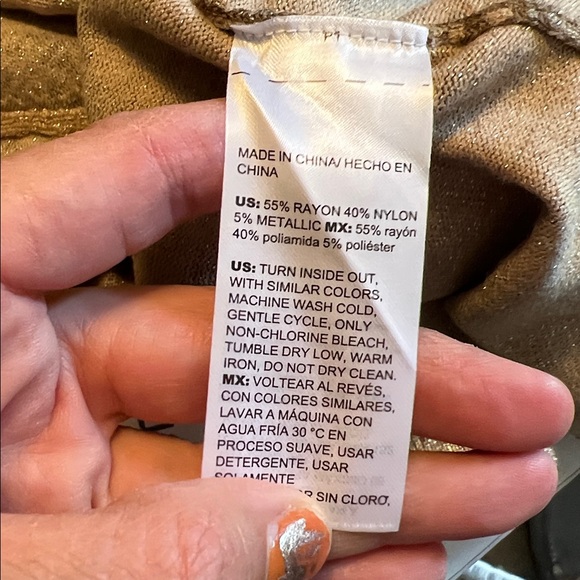 P1
MADE IN CHINA/ HECHO EN
CHINA
US: 55% RAYON 40% NYLON
5% METALLIC MX: 55% rayón
40% poliamida 5% poliéster
US: TURN INSIDE OUT,
WITH SIMILAR COLORS,
MACHINE WASH COLD,
GENTLE CYCLE, ONLY
NON-CHLORINE BLEACH,
TUMBLE DRY LOW, WARM
IRON, DO NOT DRY CLEAN.
MX: VOLTEAR AL REVÉS,
CON COLORES SIMILARES,
LAVAR A MÁQUINA CON
AGUA FRÍA 30 °C EN
PROCESO SUAVE, USAR
DETERGENTE, USAR
SOLAMENTE
SIN CLORO,